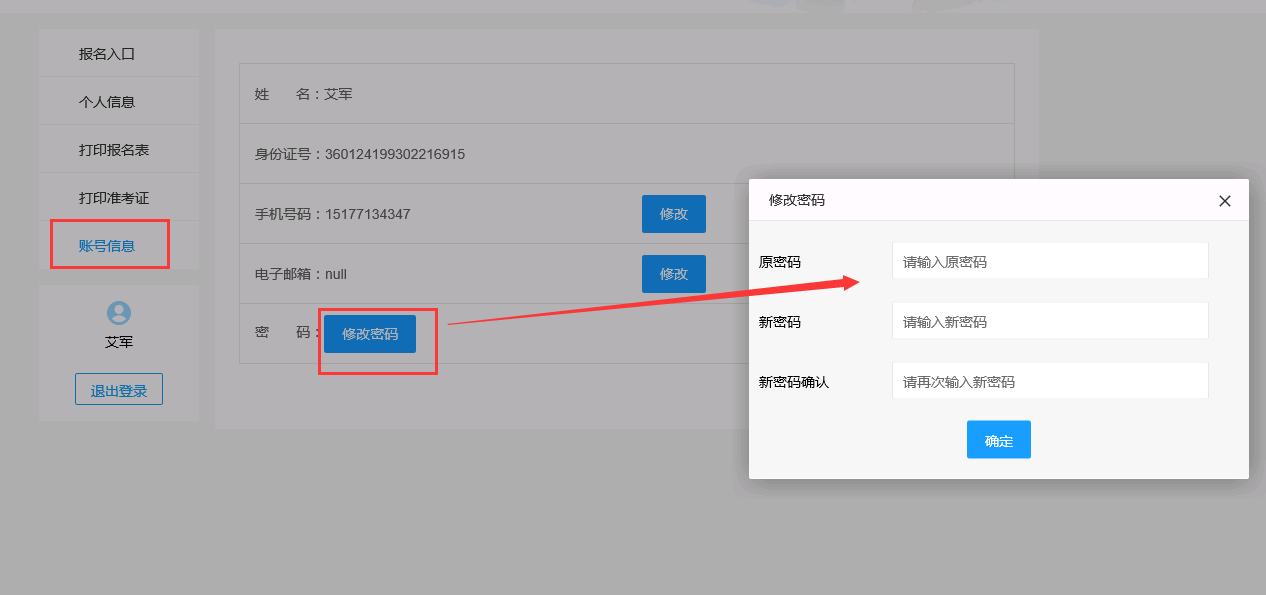 报名入口
个人信息
打印报名表
打印准考证
账号信息
艾军
退出登录
姓 名：艾军
身份证号：360124199302216915
手机号码：15177134347 修改
电子邮箱：null 修改
密 码： 修改密码
修改密码
原密码 请输入原密码
新密码 请输入新密码
新密码确认 请再次输入新密码
确定